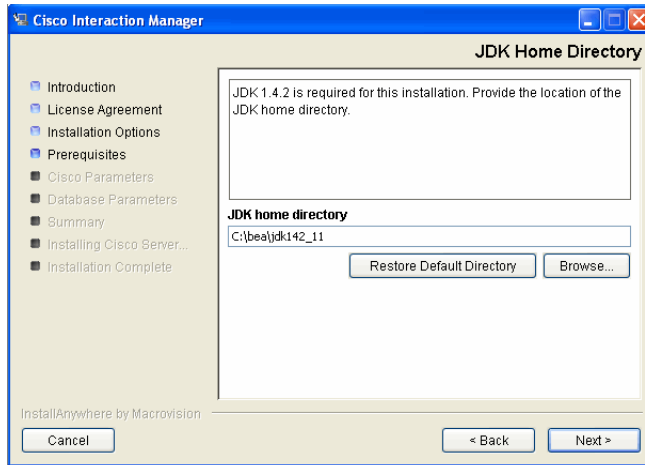 Cisco Interaction Manager
JDK Home Directory
Introduction
License Agreement
Installation Options
Prerequisites
Cisco Parameters
Database Parameters
Summary
Installing Cisco Server...
Installation Complete
JDK 1.4.2 is required for this installation. Provide the location of the
JDK home directory.
JDK home directory
C:\bea\jdk142_11
Restore Default Directory
Browse...
InstallAnywhere by Macrovision
Cancel
< Back
Next >